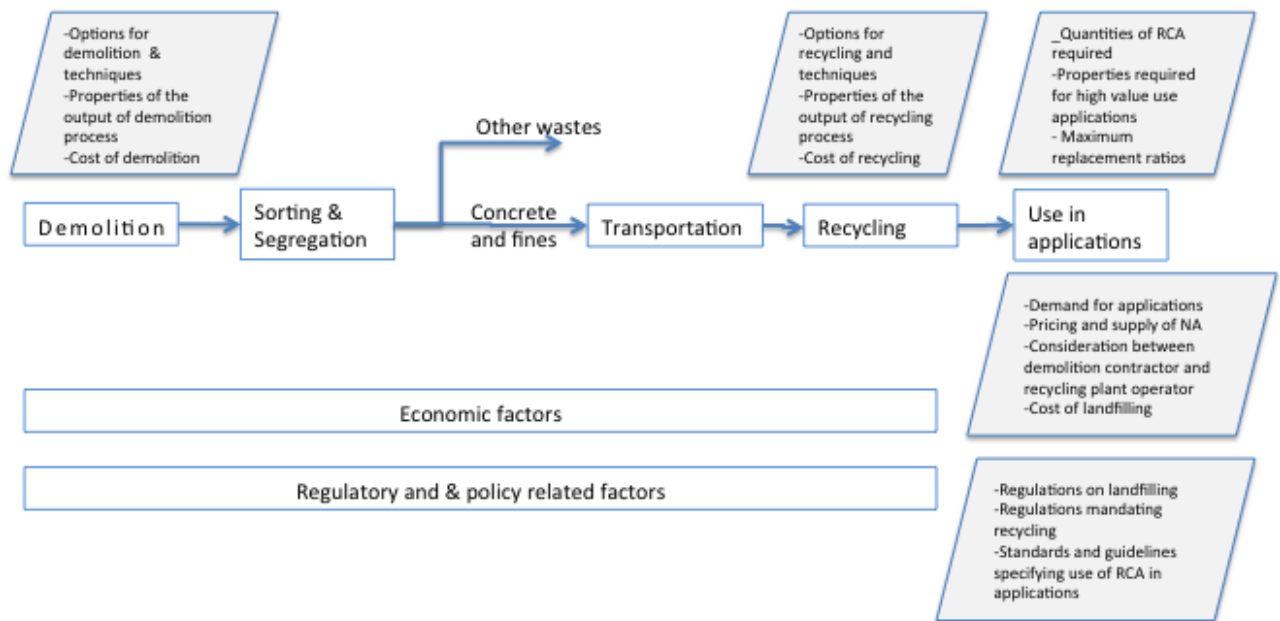 -Options for
demolition &
techniques
-Properties of the
output of demolition
process
-Cost of demolition
-Options for
recycling and
techniques
-Properties of the
output of recycling
process
-Cost of recycling
_Quantities of RCA
required
-Properties required
for high value use
applications
- Maximum
replacement ratios
Other wastes
Demolition
Sorting &
Segregation
Concrete
and fines
Transportation
Recycling
Use in
applications
-Demand for applications
-Pricing and supply of NA
-Consideration between
demolition contractor and
recycling plant operator
-Cost of landfilling
Economic factors
Regulatory and & policy related factors
-Regulations on landfilling
-Regulations mandating
recycling
-Standards and guidelines
specifying use of RCA in
applications